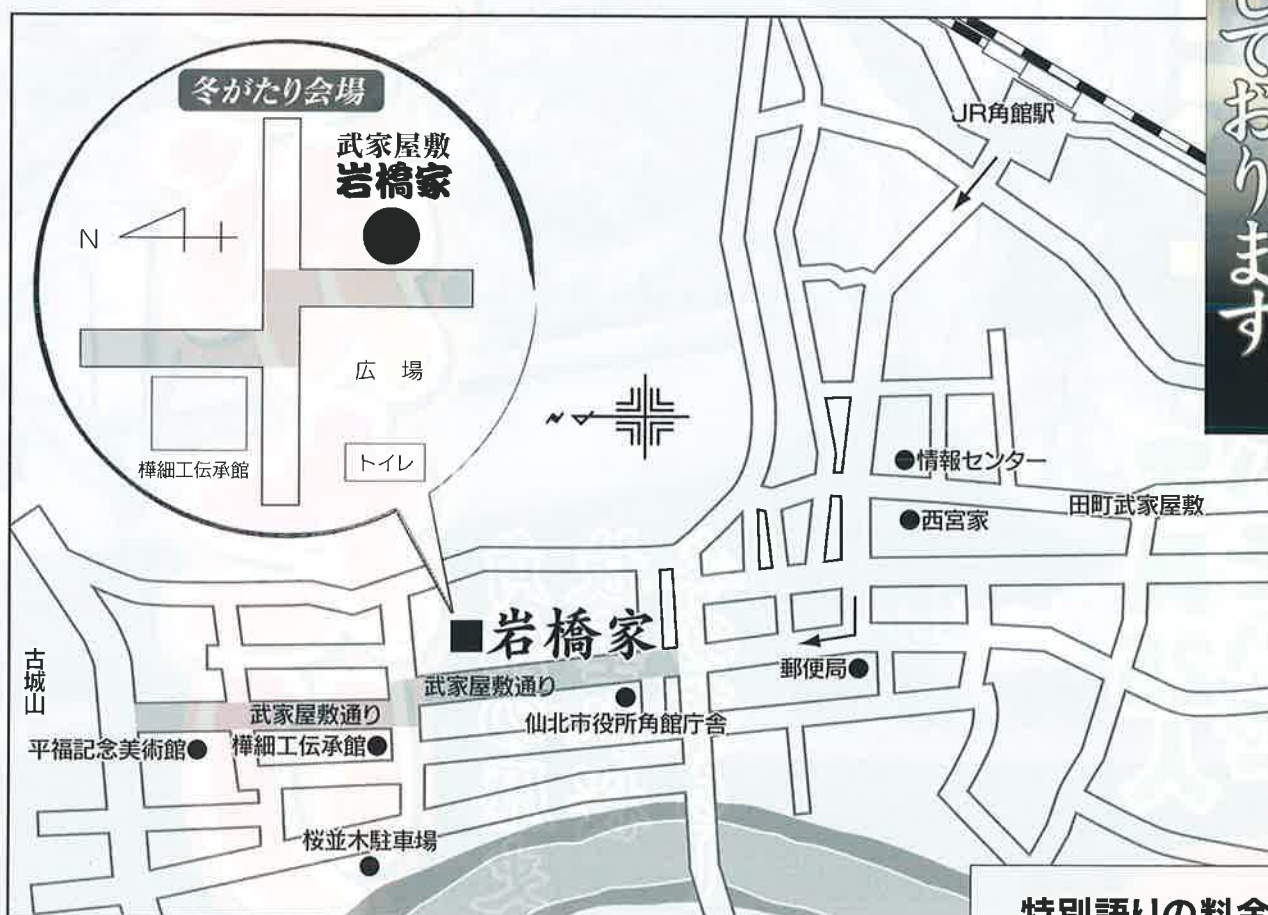 冬がたり会場
武家屋敷
岩橋家
N
広 場
樺細工伝承館
トイレ
JR角館駅
しております
N
情報センター
西宮家
田町武家屋敷
岩橋家
武家屋敷通り
郵便局
仙北市役所角館庁舎
古城山
武家屋敷通り
平福記念美術館
樺細工伝承館
桜並木駐車場
特別語りの料金